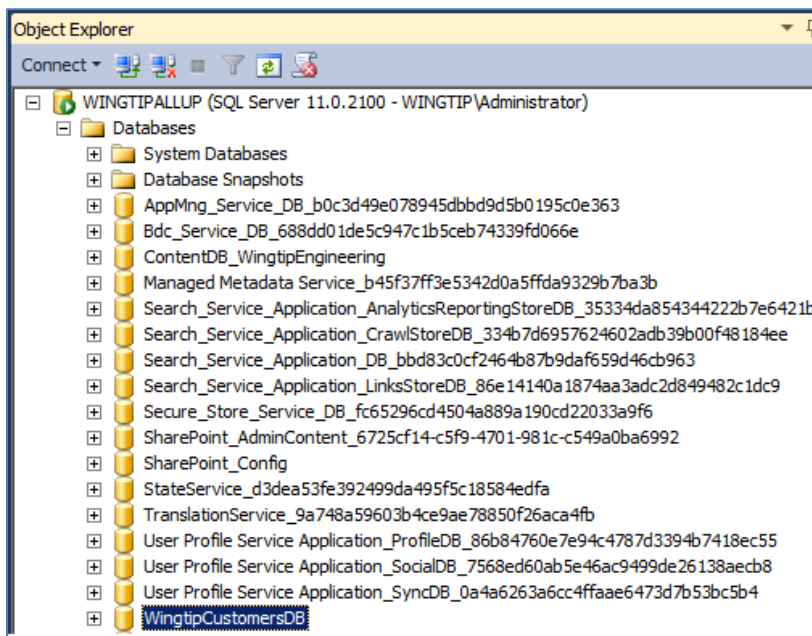 Object Explorer
Connect
WINGTIPALLUP (SQL Server 11.0.2100 - WINGTIP\Administrator)
Databases
System Databases
Database Snapshots
AppMng_Service_DB_b0c3d49e078945dbbd9d5b0195c0e363
Bdc_Service_DB_688dd01de5c947c1b5ceb74339fd066e
ContentDB_WingtipEngineering
Managed Metadata Service_b45f37ff3e5342d0a5ffda9329b7ba3b
Search_Service_Application_AnalyticsReportingStoreDB_35334da854344222b7e6421b
Search_Service_Application_CrawlStoreDB_334b7d6957624602adb39b00f48184ee
Search_Service_Application_DB_bbd83c0cf2464b87b9daf659d46cb963
Search_Service_Application_LinksStoreDB_86e14140a1874aa3adc2d849482c1dc9
Secure_Store_Service_DB_fc65296cd4504a889a190cd22033a9f6
SharePoint_AdminContent_6725cf14-c5f9-4701-981c-c549a0ba6992
SharePoint_Config
StateService_d3dea53fe392499da495f5c18584edfa
TranslationService_9a748a59603b4ce9ae78850f26aca4fb
User Profile Service Application_ProfileDB_86b84760e7e94c4787d3394b7418ec55
User Profile Service Application_SocialDB_7568ed60ab5e46ac9499de26138aecb8
User Profile Service Application_SyncDB_0a4a6263a6cc4ffaae6473d7b53bc5b4
WingtipCustomersDB